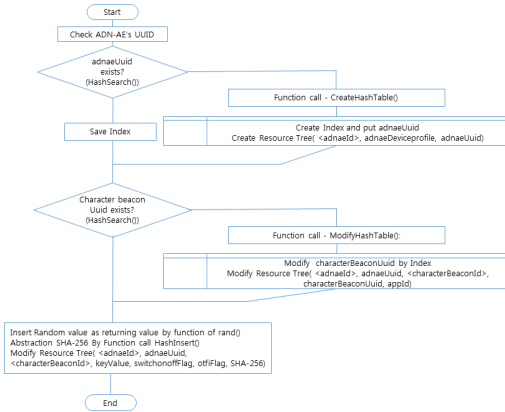 Start
Check ADN-AE's UUID
adnaeUuid
exists?
(HashSearch())
Function call - CreateHashTable()
Save Index
Create Index and put adnaeUuid
Create Resource Tree( <adnaeId>, adnaeDeviceprofile, adnaeUuid)
Character beacon
Uuid exists?
(HashSearch())
Function call - ModifyHashTable():
Modify characterBeaconUuid by Index
Modify Resource Tree( <adnaeId>, adnaeUuid, <characterBeaconId>,
characterBeaconUuid, appId)
Insert Random value as returning value by function of rand()
Abstraction SHA-256 By Function call HashInsert()
Modify Resource Tree( <adnaeId>, adnaeUuid,
<characterBeaconId>, keyValue, switchonoffFlag, otfiFlag, SHA-256)
End